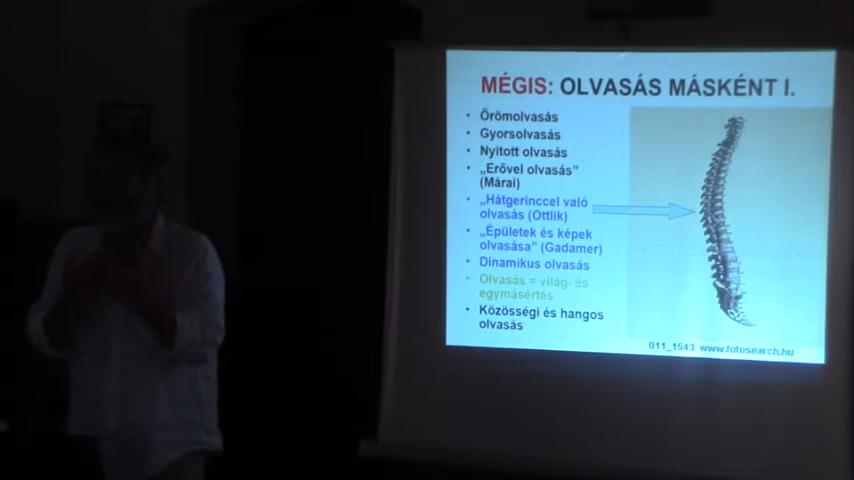 MÉGIS: OLVASÁS MÁSKÉNT I.
• Örömolvasás
• Gyorsolvasás
• Nyitott olvasás
• „Erővel olvasás”
(Márai)
• „Hátgerinccel való
olvasás (Ottlik)
• „Épületek és képek
olvasása” (Gadamer)
• Dinamikus olvasás
• Olvasás = világ- és
egymásértés
• Közösségi és hangos
olvasás
011_1543 www.fotosearch.hu